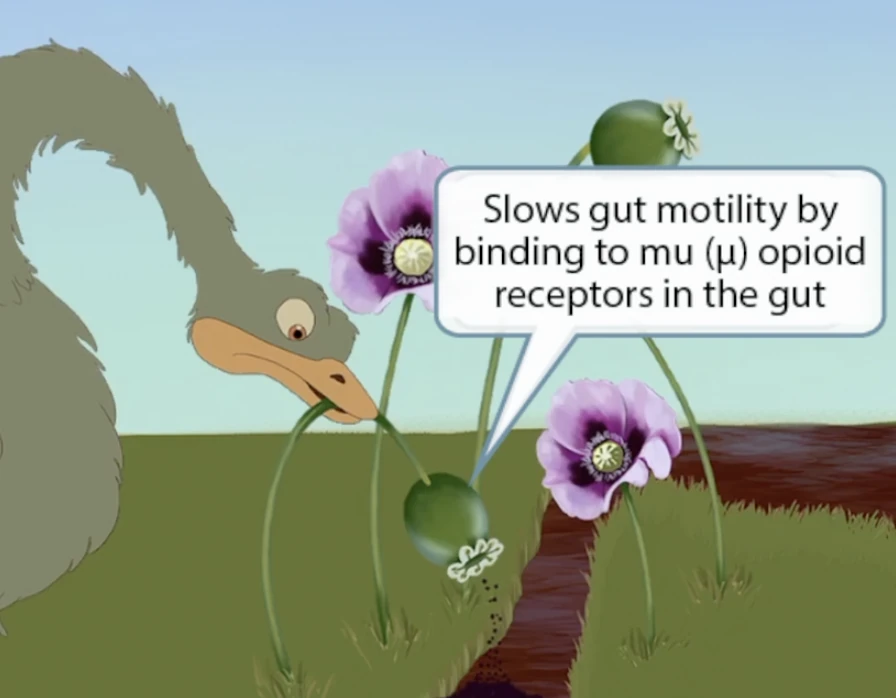 Slows gut motility by
binding to mu (μ) opioid
receptors in the gut